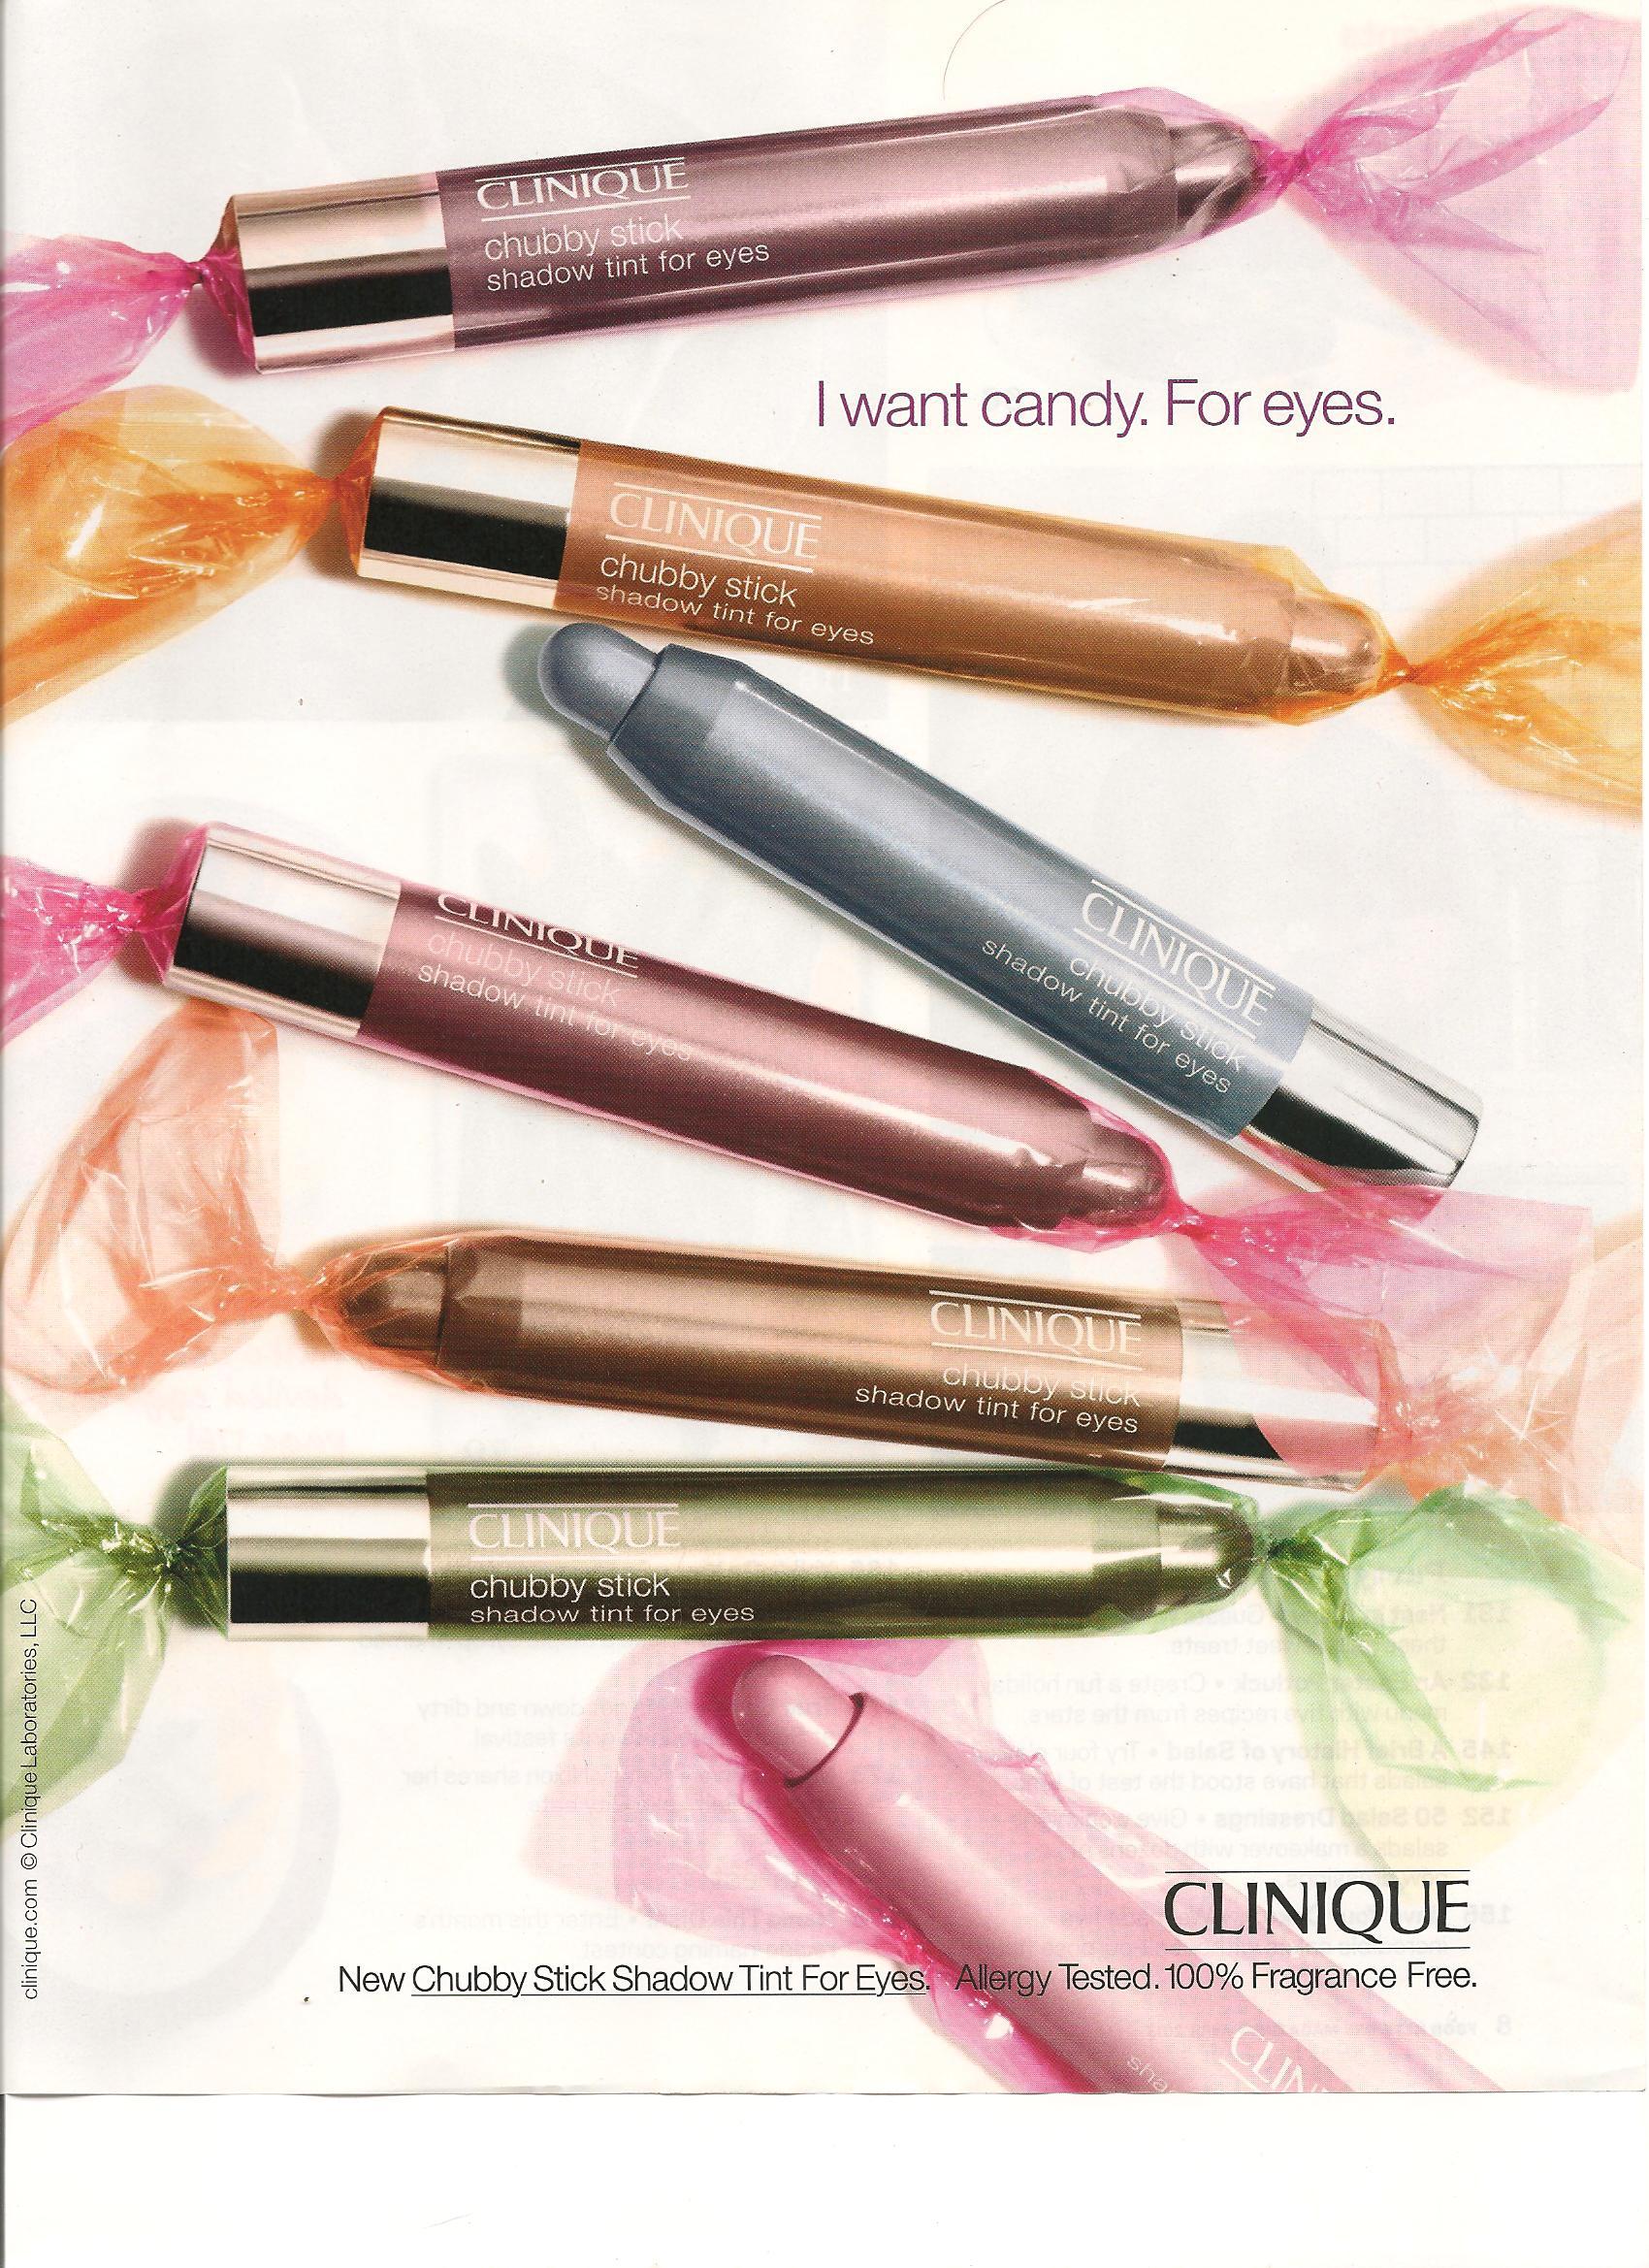 CLINIQUE
chubby stick
shadow tint for eyes
I want candy. For eyes.
CLINIQUE
chubby stick
shadow tint for eyes
CLINIQUE
chubby stick
shadow tint for eyes
CLINIQUE
chubby stick
shadow tint for eyes
CLINIQUE
chubby stick
shadow tint for eyes
CLINIQUE
chubby stick
shadow tint for eyes
clinique.com © Clinique Laboratories, LLC
CLINIQUE
New Chubby Stick Shadow Tint For Eyes. Allergy Tested. 100% Fragrance Free.
CLIN
sha